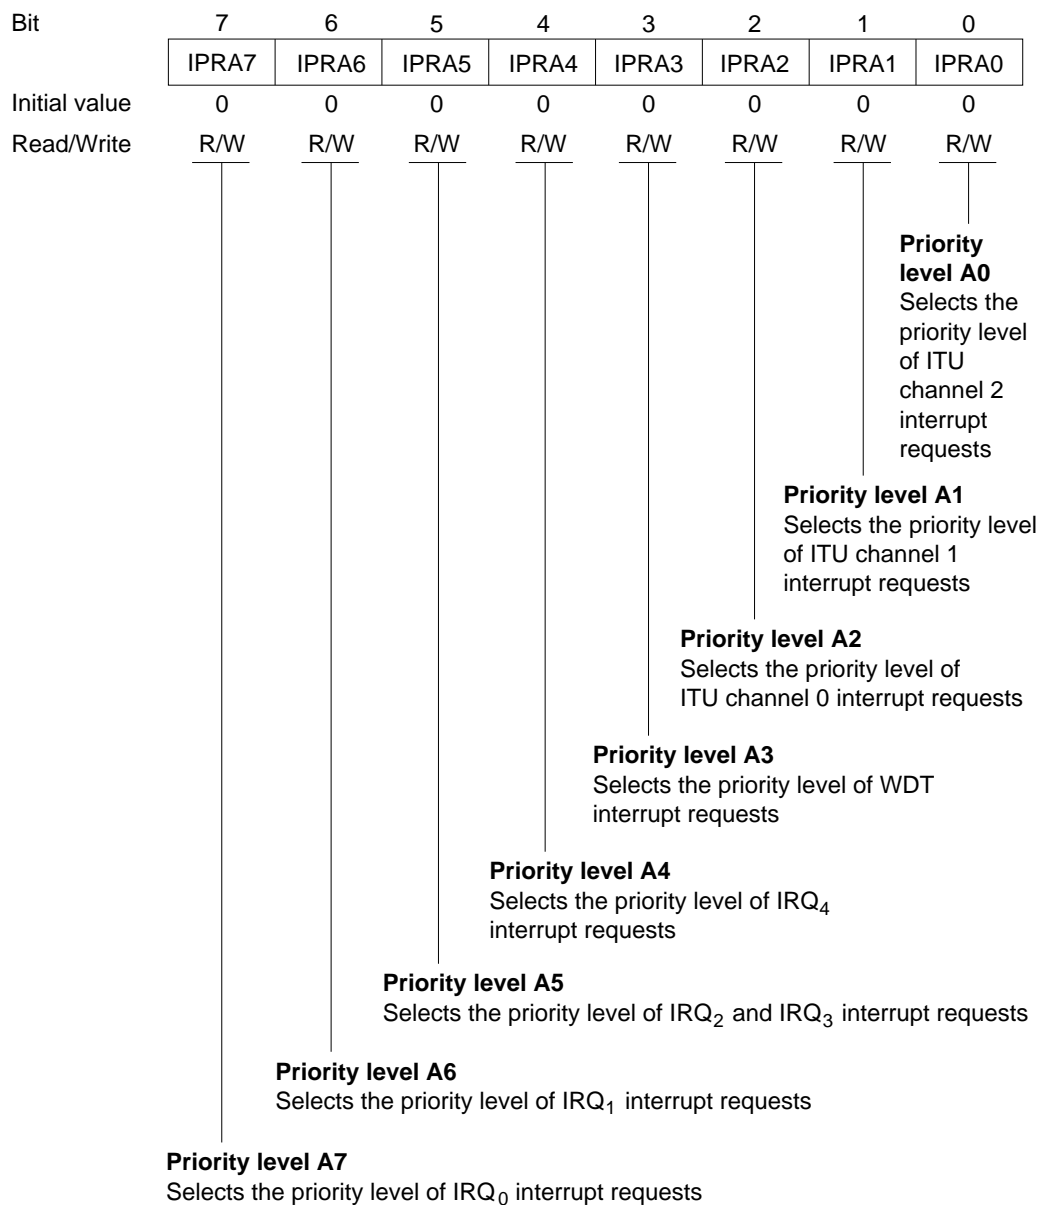 Bit 7 6 5 4 3 2 1 0
IPRA7 IPRA6 IPRA5 IPRA4 IPRA3 IPRA2 IPRA1 IPRA0
Initial value 0 0 0 0 0 0 0 0
Read/Write R/W R/W R/W R/W R/W R/W R/W R/W
Priority
level A0
Selects the
priority level
of ITU
channel 2
interrupt
requests
Priority level A1
Selects the priority level
of ITU channel 1
interrupt requests
Priority level A2
Selects the priority level of
ITU channel 0 interrupt requests
Priority level A3
Selects the priority level of WDT
interrupt requests
Priority level A4
Selects the priority level of IRQ₄
interrupt requests
Priority level A5
Selects the priority level of IRQ₂ and IRQ₃ interrupt requests
Priority level A6
Selects the priority level of IRQ₁ interrupt requests
Priority level A7
Selects the priority level of IRQ₀ interrupt requests